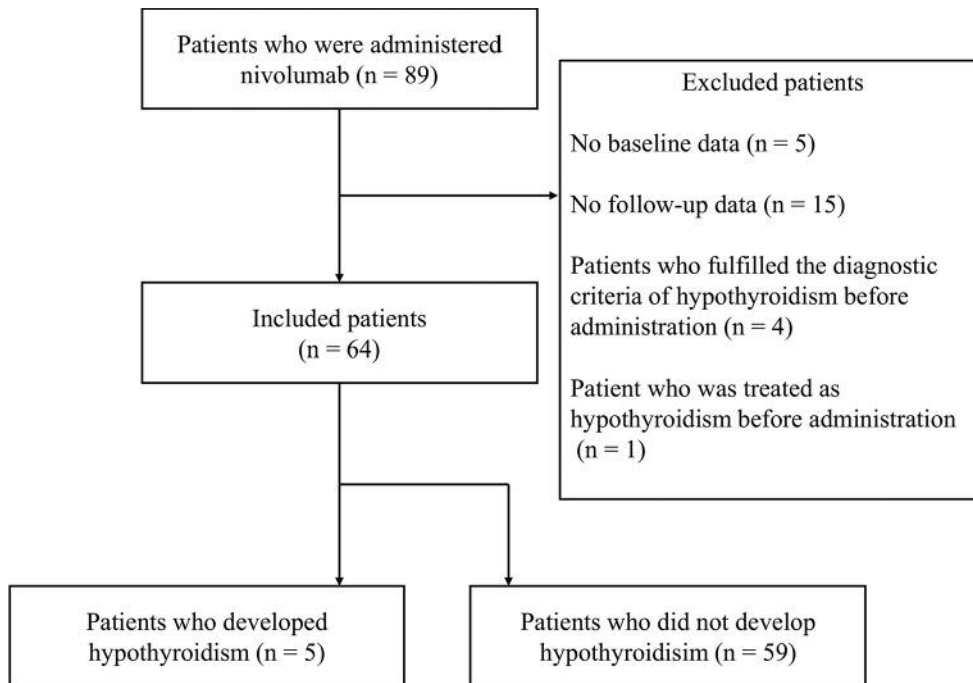 Patients who were administered
nivolumab (n = 89)
Excluded patients
No baseline data (n = 5)
No follow-up data (n = 15)
Patients who fulfilled the diagnostic
criteria of hypothyroidism before
administration (n = 4)
Patient who was treated as
hypothyroidism before administration
(n = 1)
Included patients
(n = 64)
Patients who developed
hypothyroidism (n = 5)
Patients who did not develop
hypothyroidisim (n = 59)